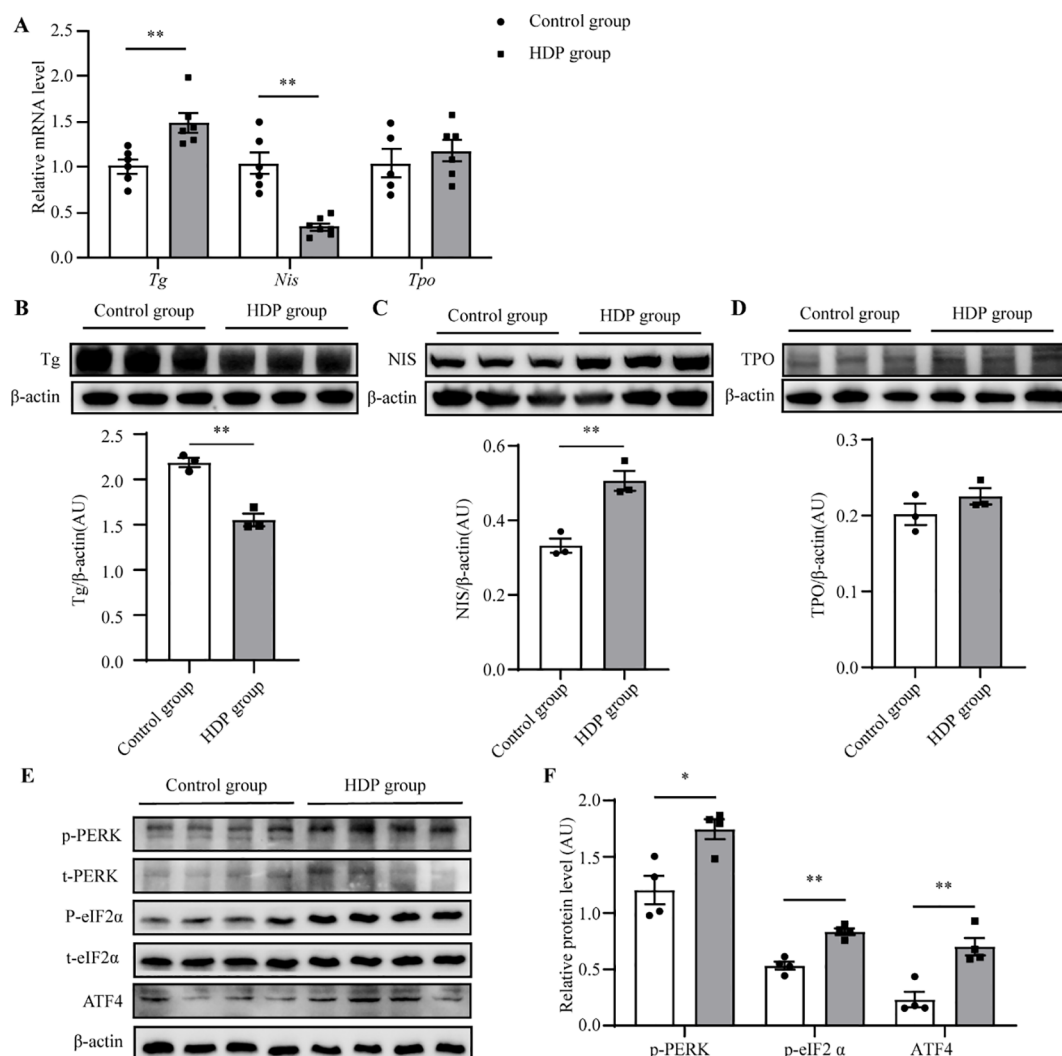 A
Control group
HDP group
Relative mRNA level
2.5
2.0
1.5
1.0
0.5
0.0
**
**
Tg
Nis
Tpo
B
Control group
HDP group
Tg
β-actin
**
Tg/β-actin(AU)
2.5
2.0
1.5
1.0
0.5
0.0
Control group
HDP group
C
Control group
HDP group
NIS
β-actin
**
NIS/β-actin(AU)
0.6
0.4
0.2
0.0
Control group
HDP group
D
Control group
HDP group
TPO
β-actin
TPO/β-actin(AU)
0.3
0.2
0.1
0.0
Control group
HDP group
E
Control group
HDP group
p-PERK
t-PERK
P-eIF2α
t-eIF2α
ATF4
β-actin
F
Relative protein level (AU)
2.0
1.5
1.0
0.5
0.0
*
**
**
p-PERK
p-eIF2 α
ATF4